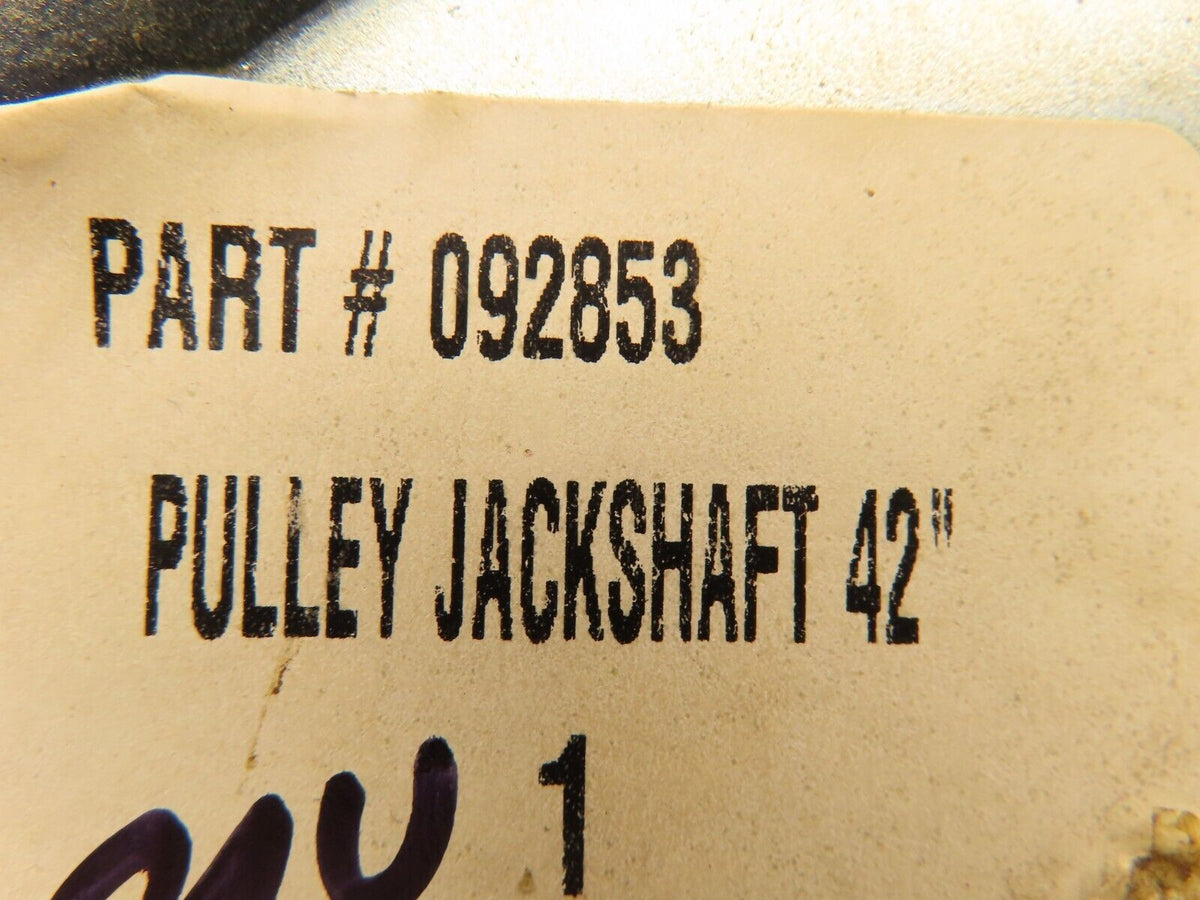 PART # 092853
PULLEY JACKSHAFT 42"
1